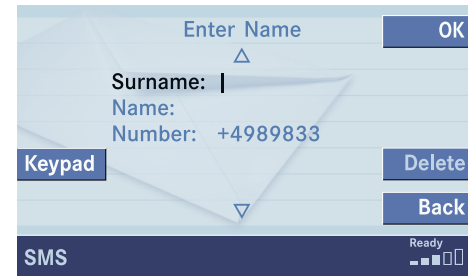 Enter Name
OK
Surname:
Name:
Number: +4989833
Keypad
Delete
Back
SMS
Ready